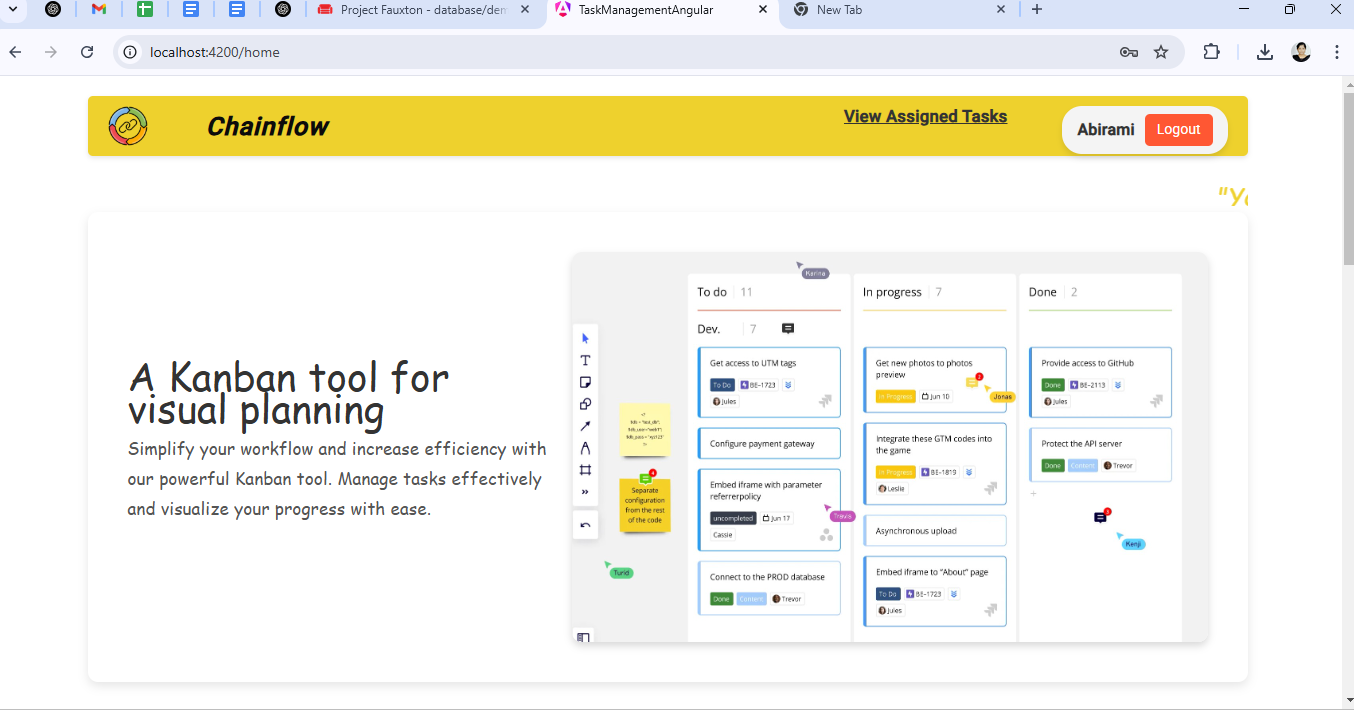 Project Fauxton - database/den
TaskManagementAngular
New Tab
localhost:4200/home
Chainflow
View Assigned Tasks
Abirami
Logout
"Yo
A Kanban tool for
visual planning
Simplify your workflow and increase efficiency with
our powerful Kanban tool. Manage tasks effectively
and visualize your progress with ease.
Karina
To do 11
In progress 7
Done 2
Dev. 7
Get access to UTM tags
To Do BE-1723
Jules
Configure payment gateway
Embed iframe with parameter
referrerpolicy
uncompleted Jun 17
Cassie
Travis
Connect to the PROD database
Done Content Trevor
Get new photos to photos
preview
In Progress Jun 10
2
Jonas
Integrate these GTM codes into
the game
In Progress BE-1819
Leslie
Asynchronous upload
Embed iframe to "About" page
To Do BE-1723
Jules
Provide access to GitHub
Done BE-2113
Jules
Protect the API server
Done Content Trevor
+
Kenji
4
Separate
configuration
from the rest
of the code
Turid